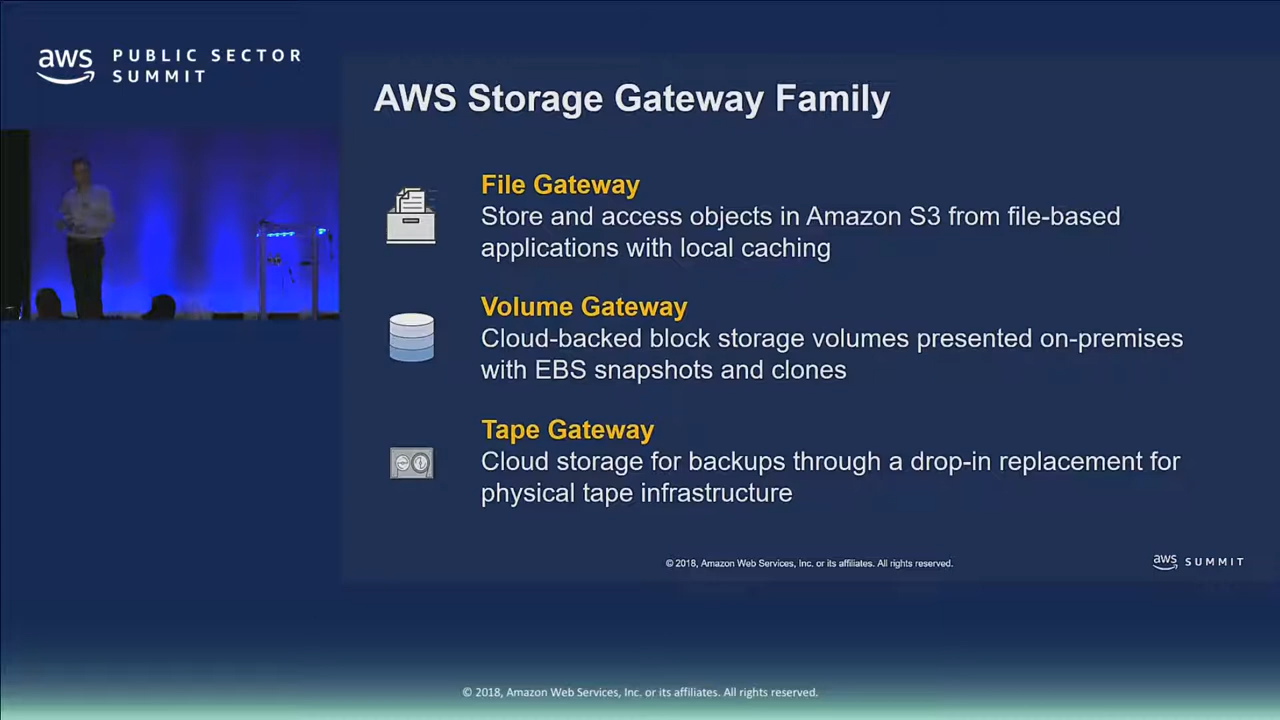 aws PUBLIC SECTOR
SUMMIT
AWS Storage Gateway Family
File Gateway
Store and access objects in Amazon S3 from file-based
applications with local caching
Volume Gateway
Cloud-backed block storage volumes presented on-premises
with EBS snapshots and clones
Tape Gateway
Cloud storage for backups through a drop-in replacement for
physical tape infrastructure
© 2018, Amazon Web Services, Inc. or its affiliates. All rights reserved.
aws SUMMIT
© 2018, Amazon Web Services, Inc. or its affiliates. All rights reserved.